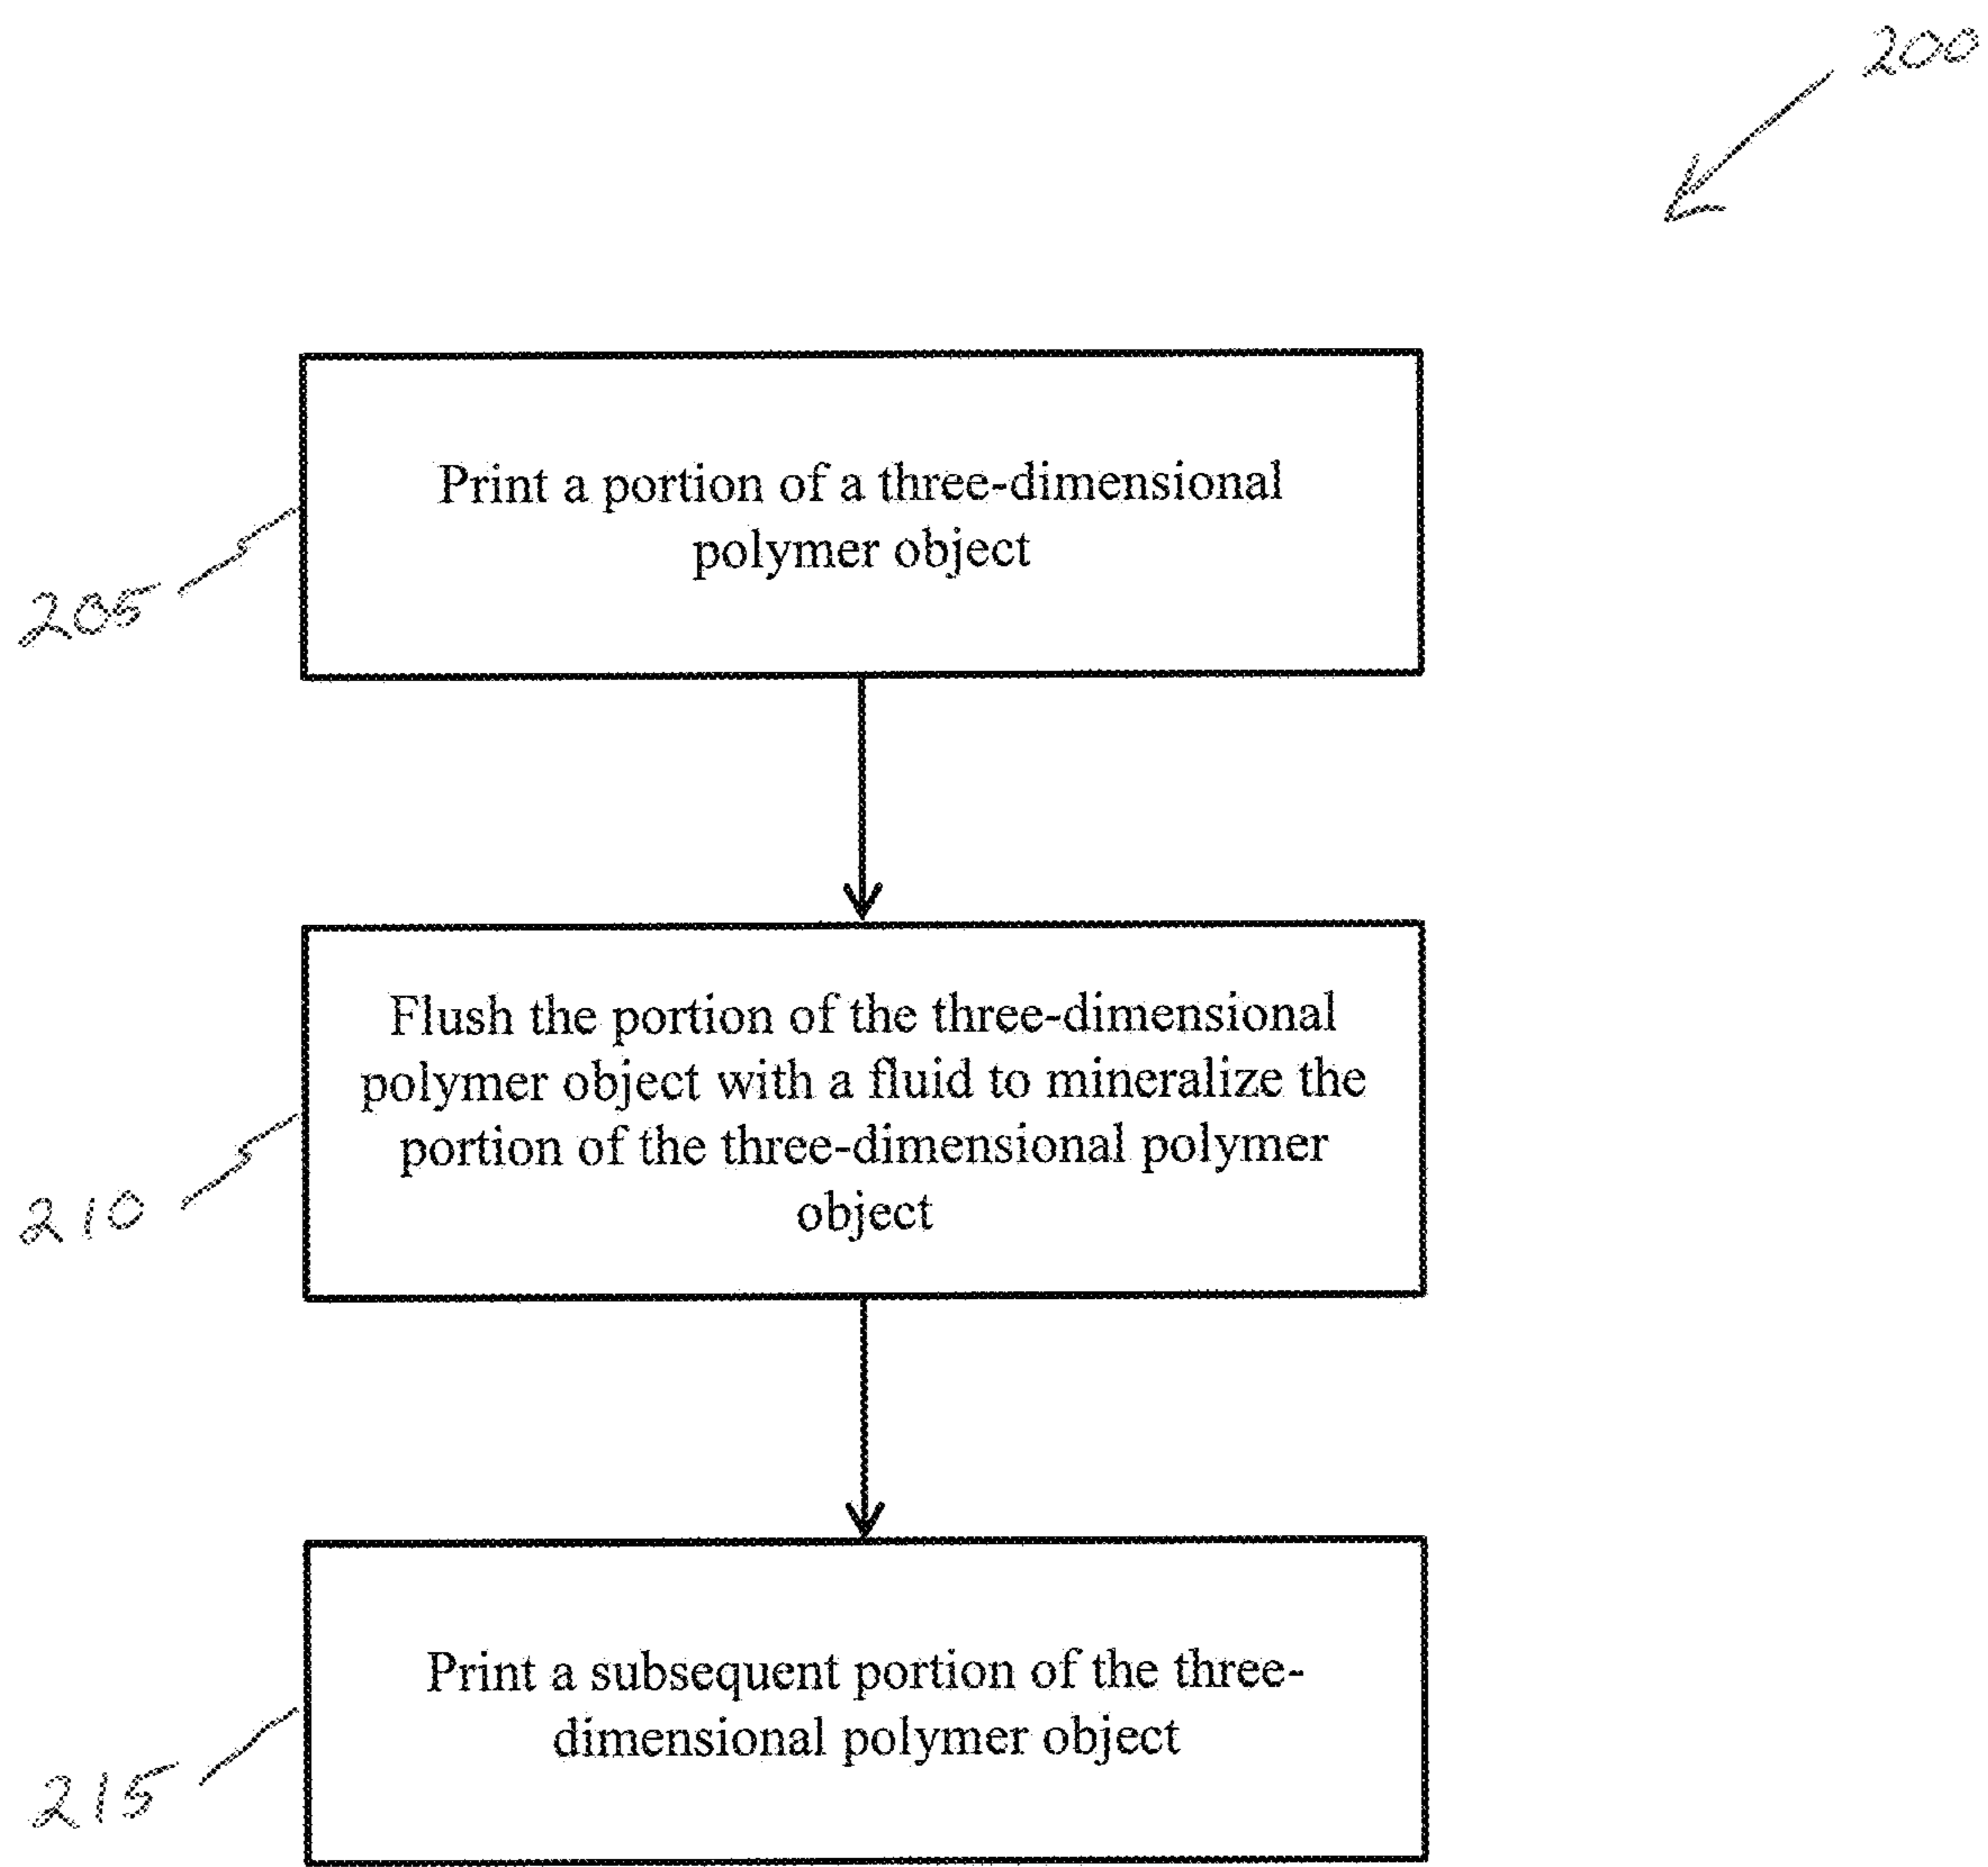 200
Print a portion of a three-dimensional
polymer object
205
Flush the portion of the three-dimensional
polymer object with a fluid to mineralize the
portion of the three-dimensional polymer
object
210
Print a subsequent portion of the three-
dimensional polymer object
215